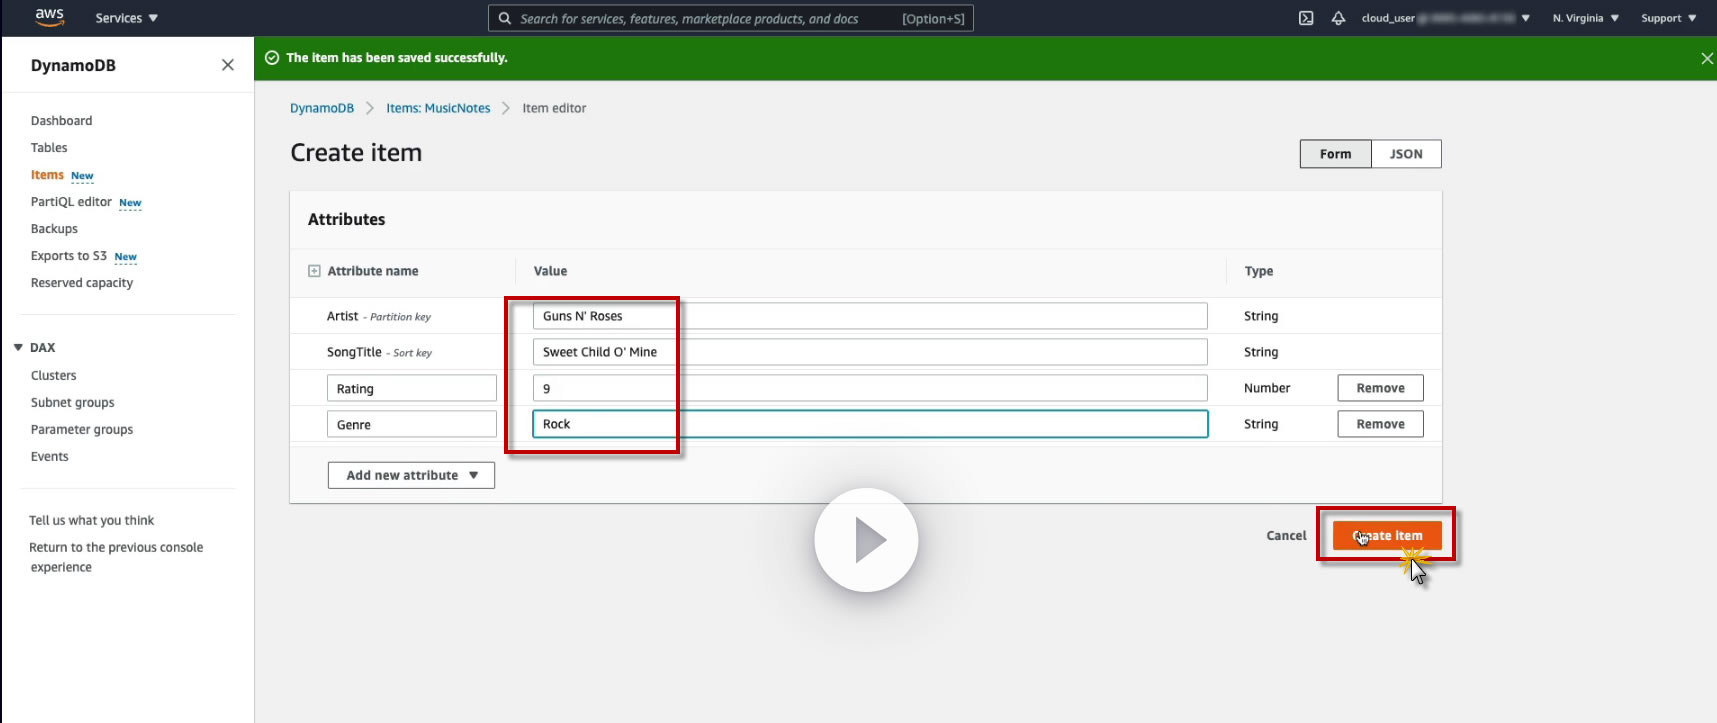 aws Services Search for services, features, marketplace products, and docs [Option+S] cloud_user N. Virginia Support
DynamoDB
The item has been saved successfully.
Dashboard
Tables
Items New
PartiQL editor New
Backups
Exports to S3 New
Reserved capacity
DAX
Clusters
Subnet groups
Parameter groups
Events
Tell us what you think
Return to the previous console
experience
DynamoDB Items: MusicNotes Item editor
Create item
Form JSON
Attributes
Attribute name Value Type
Artist - Partition key Guns N' Roses String
SongTitle - Sort key Sweet Child O' Mine String
Rating 9 Number Remove
Genre Rock String Remove
Add new attribute
Cancel Create item